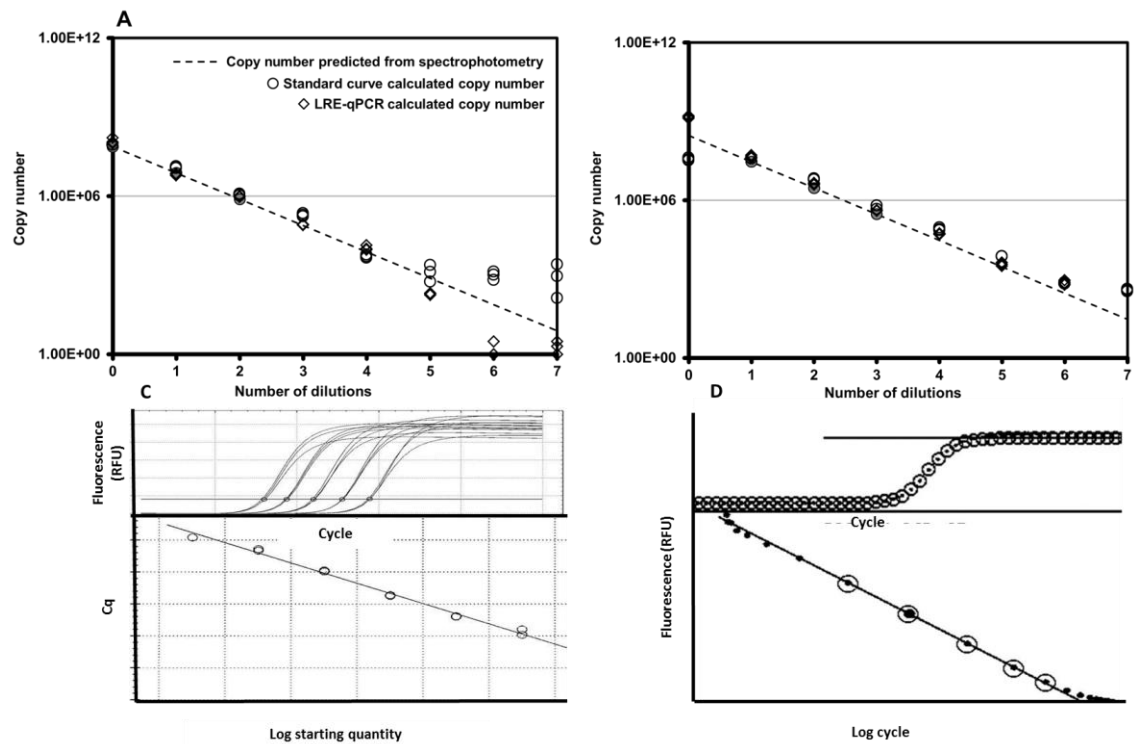 A
1.00E+12
Copy number predicted from spectrophotometry
Standard curve calculated copy number
LRE-qPCR calculated copy number
Copy number
1.00E+06
1.00E+00
0 1 2 3 4 5 6 7
Number of dilutions
1.00E+12
Copy number
1.00E+06
1.00E+00
0 1 2 3 4 5 6 7
Number of dilutions
C
Fluorescence
(RFU)
Cycle
Cq
Log starting quantity
D
Cycle
Fluorescence (RFU)
Log cycle